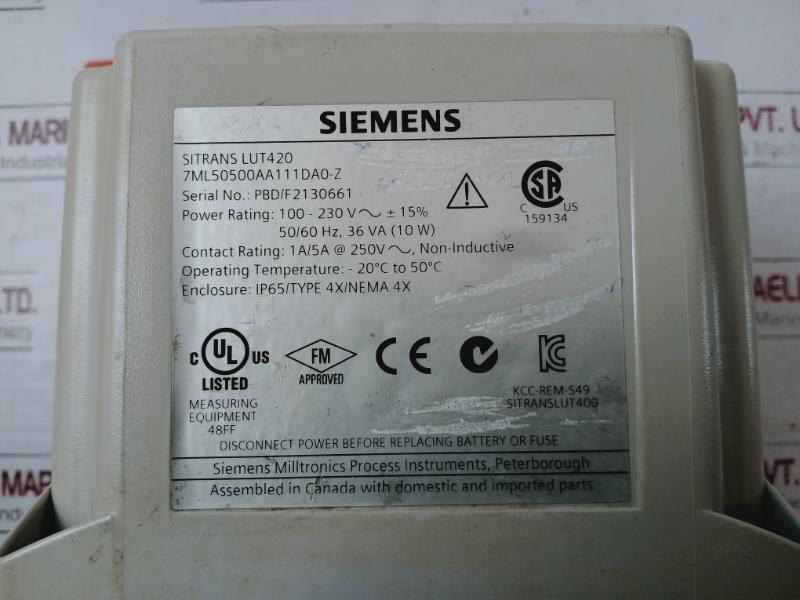 SIEMENS
SITRANS LUT420
7ML50500AA111DA0-Z
Serial No.: PBD/F2130661
Power Rating: 100 - 230 V ~ ± 15%
50/60 Hz, 36 VA (10 W)
Contact Rating: 1A/5A @ 250V ~, Non-Inductive
Operating Temperature: - 20°C to 50°C
Enclosure: IP65/TYPE 4X/NEMA 4X
CSA
C US
159134
C UL US
LISTED
MEASURING
EQUIPMENT
48FF
FM
APPROVED
CE
KC
KCC-REM-S49
SITRANSLUT400
DISCONNECT POWER BEFORE REPLACING BATTERY OR FUSE
Siemens Milltronics Process Instruments, Peterborough
Assembled in Canada with domestic and imported parts